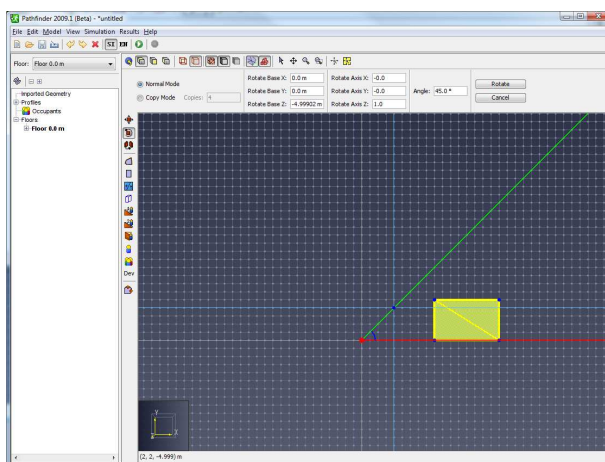 Pathfinder 2009.1 (Beta) - *untitled
File Edit Model View Simulation Results Help
SI EN
Floor: Floor 0.0 m
Normal Mode
Copy Mode Copies: 4
Rotate Base X: 0.0 m Rotate Axis X: -0.0
Rotate Base Y: 0.0 m Rotate Axis Y: -0.0
Rotate Base Z: -4.99902 m Rotate Axis Z: 1.0
Angle: 45.0 °
Rotate
Cancel
Imported Geometry
Profiles
Occupants
Floors
Floor 0.0 m
Dev
Y
Z X
(2, 2, -4.999) m